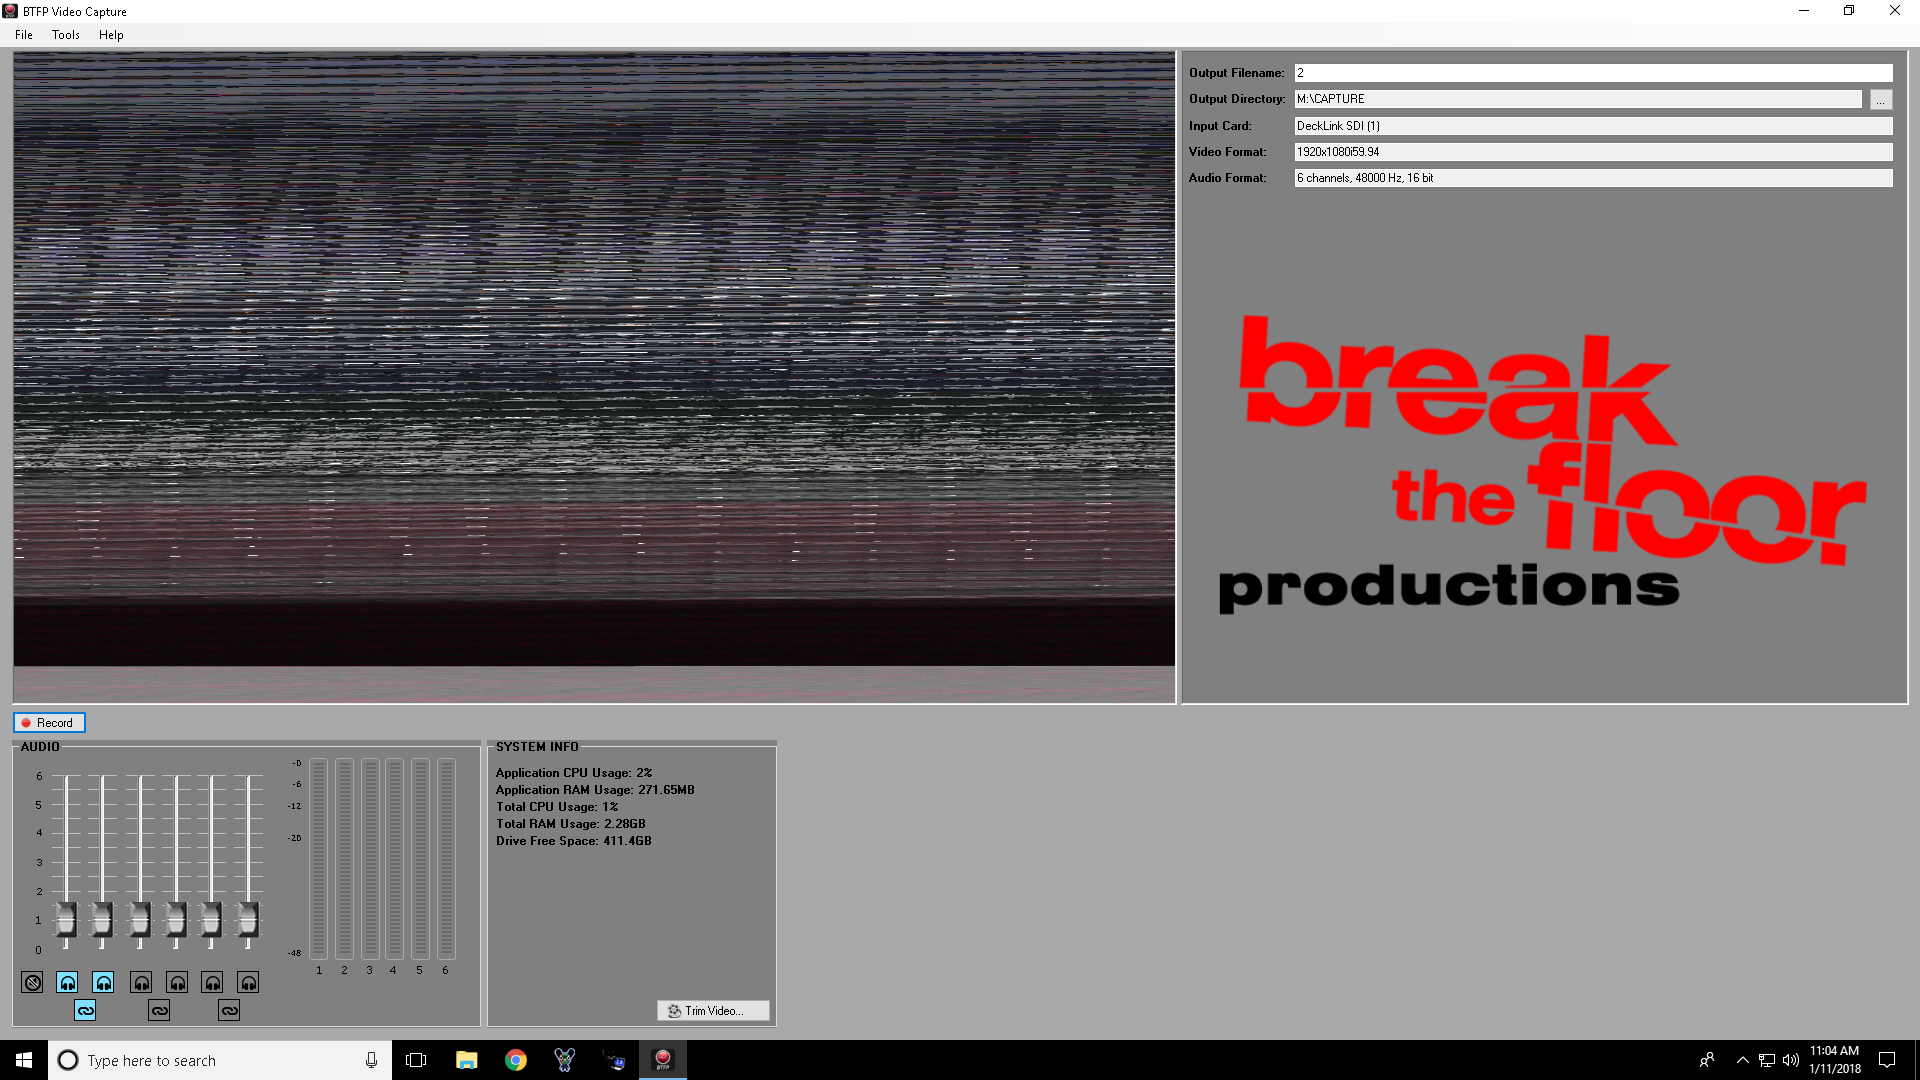 BTFP Video Capture
File Tools Help
Output Filename: 2
Output Directory: M:\CAPTURE ...
Input Card: DeckLink SDI (1)
Video Format: 1920x1080i59.94
Audio Format: 6 channels, 48000 Hz, 16 bit
break
the floor
productions
Record
AUDIO
6
5
4
3
2
1
0
-0
-6
-12
-20
-48
1 2 3 4 5 6
SYSTEM INFO
Application CPU Usage: 2%
Application RAM Usage: 271.65MB
Total CPU Usage: 1%
Total RAM Usage: 2.28GB
Drive Free Space: 411.4GB
Trim Video...
Type here to search
BTFP
11:04 AM
1/11/2018